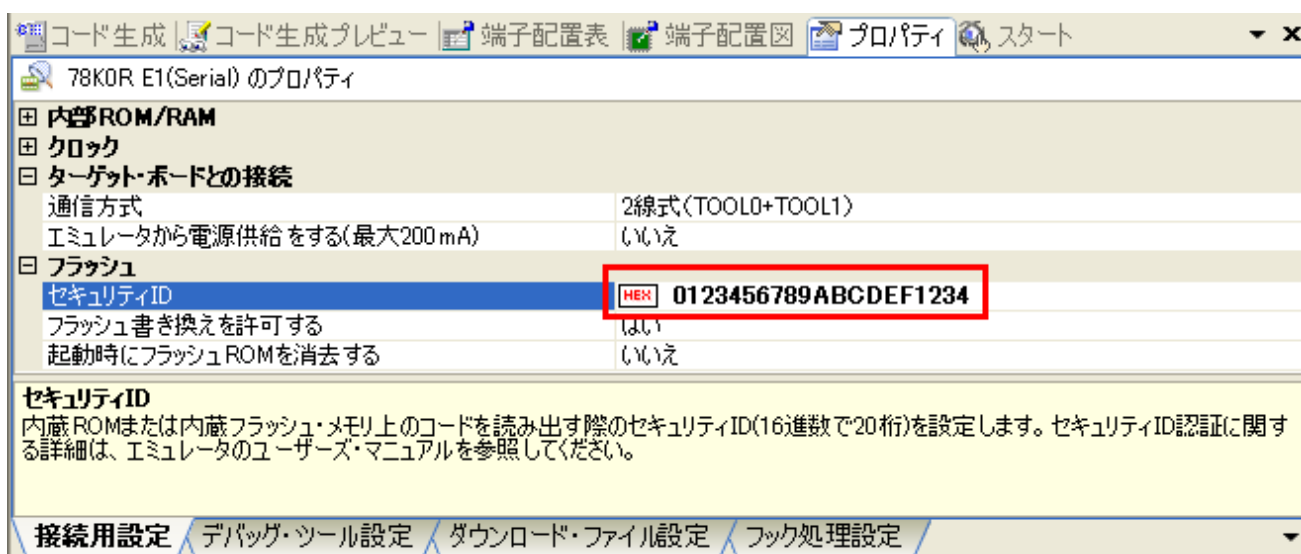 コード生成 コード生成プレビュー 端子配置表 端子配置図 プロパティ スタート
78K0R E1(Serial) のプロパティ
内部ROM/RAM
クロック
ターゲット・ボードとの接続
通信方式 2線式(TOOL0+TOOL1)
エミュレータから電源供給をする(最大200mA) いいえ
フラッシュ
セキュリティID HEX 0123456789ABCDEF1234
フラッシュ書き換えを許可する はい
起動時にフラッシュROMを消去する いいえ
セキュリティID
内蔵ROMまたは内蔵フラッシュ・メモリ上のコードを読み出す際のセキュリティID(16進数で20桁)を設定します。セキュリティID認証に関す
る詳細は、エミュレータのユーザーズ・マニュアルを参照してください。
接続用設定 デバッグ・ツール設定 ダウンロード・ファイル設定 フック処理設定